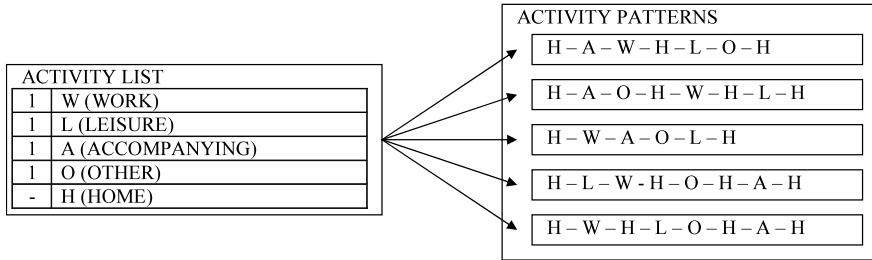 ACTIVITY PATTERNS
H – A – W – H – L – O – H
ACTIVITY LIST
H – A – O – H – W – H – L – H
1 W (WORK)
1 L (LEISURE)
1 A (ACCOMPANYING)
H – W – A – O – L – H
1 O (OTHER)
- H (HOME)
H – L – W - H – O – H – A – H
H – W – H – L – O – H – A – H